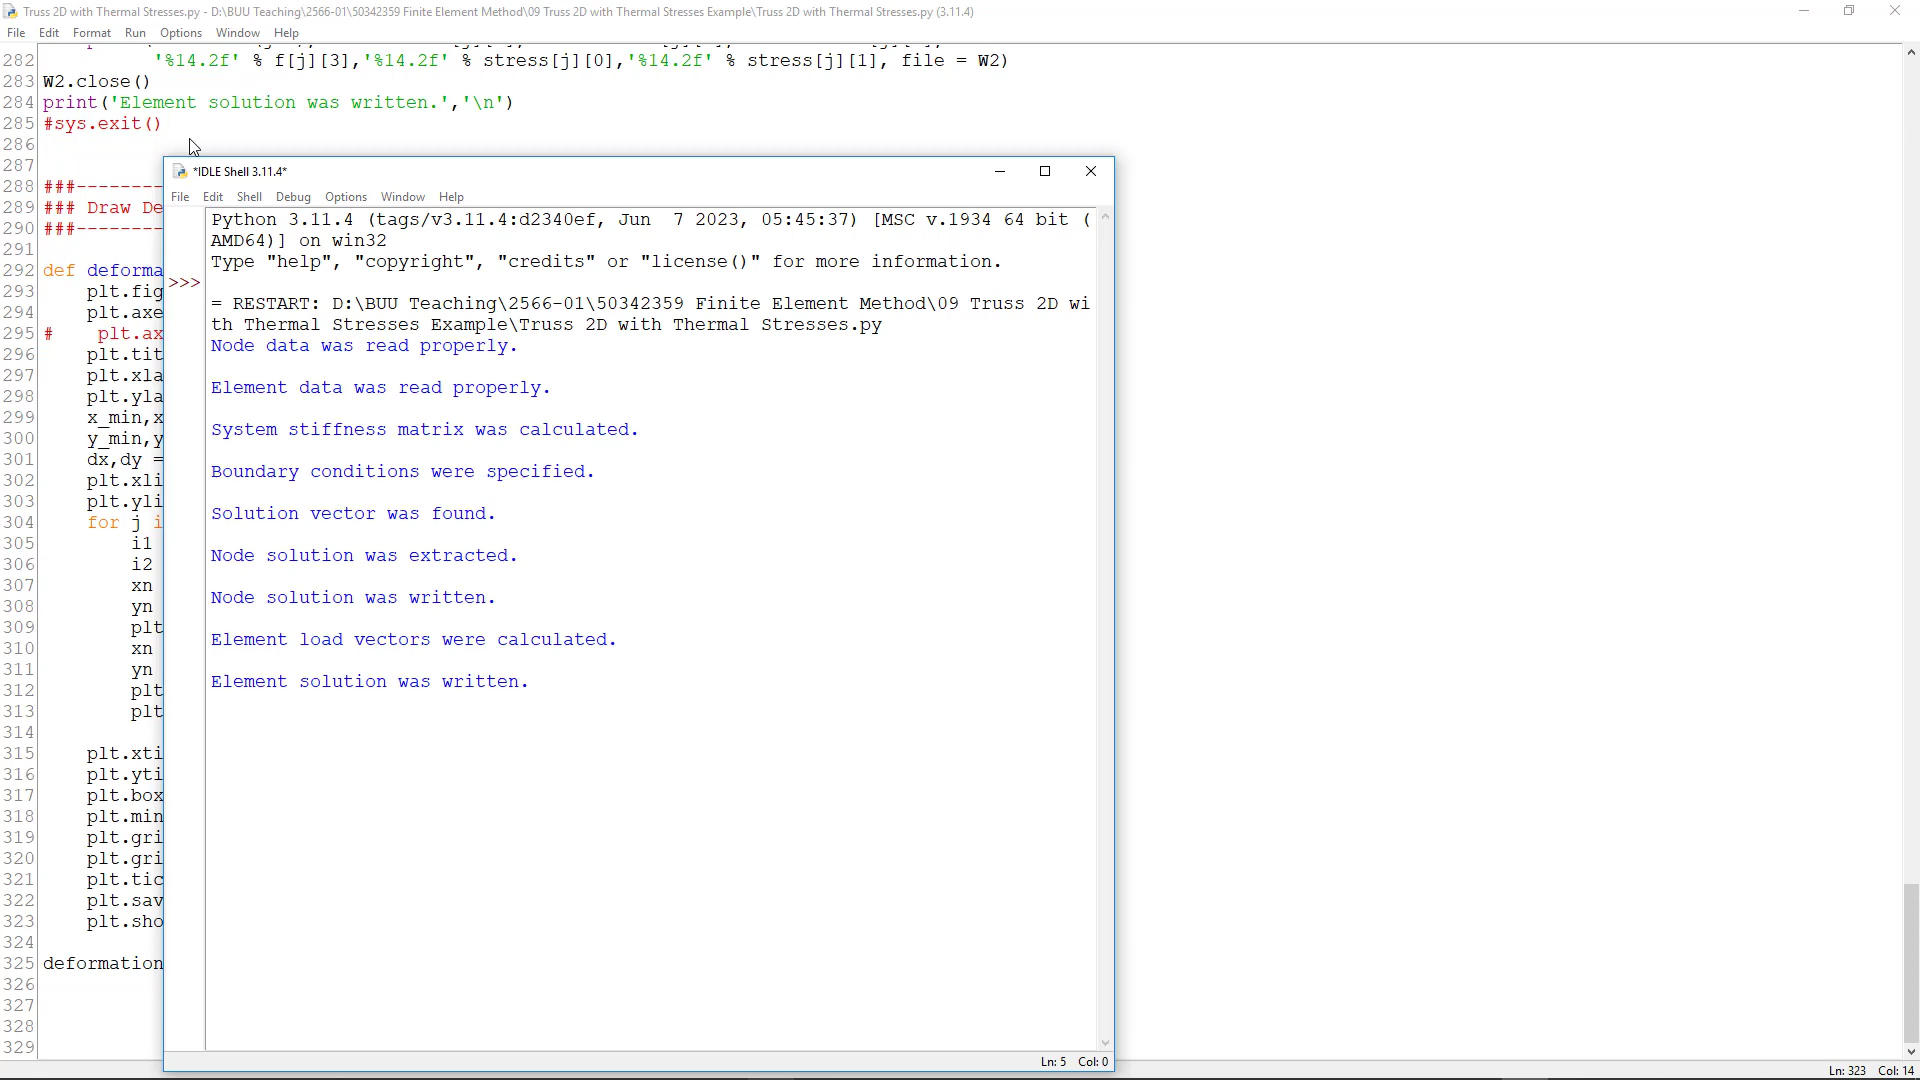 Truss 2D with Thermal Stresses.py - D:\BUU Teaching\2566-01\50342359 Finite Element Method\09 Truss 2D with Thermal Stresses Example\Truss 2D with Thermal Stresses.py (3.11.4)
File Edit Format Run Options Window Help
282 '%14.2f' % f[j][3],'%14.2f' % stress[j][0],'%14.2f' % stress[j][1], file = W2)
283 W2.close()
284 print('Element solution was written.','\n')
285 #sys.exit()
286
287
288 ###--------
289 ### Draw De
290 ###--------
291
292 def deforma
293 plt.fig
294 plt.axe
295 # plt.ax
296 plt.tit
297 plt.xla
298 plt.yla
299 x_min,x
300 y_min,y
301 dx,dy =
302 plt.xli
303 plt.yli
304 for j i
305 i1
306 i2
307 xn
308 yn
309 plt
310 xn
311 yn
312 plt
313 plt
314
315 plt.xti
316 plt.yti
317 plt.box
318 plt.min
319 plt.gri
320 plt.gri
321 plt.tic
322 plt.sav
323 plt.sho
324
325 deformation
326
327
328
329
*IDLE Shell 3.11.4*
File Edit Shell Debug Options Window Help
Python 3.11.4 (tags/v3.11.4:d2340ef, Jun 7 2023, 05:45:37) [MSC v.1934 64 bit (
AMD64)] on win32
Type "help", "copyright", "credits" or "license()" for more information.
>>>
= RESTART: D:\BUU Teaching\2566-01\50342359 Finite Element Method\09 Truss 2D wi
th Thermal Stresses Example\Truss 2D with Thermal Stresses.py
Node data was read properly.
Element data was read properly.
System stiffness matrix was calculated.
Boundary conditions were specified.
Solution vector was found.
Node solution was extracted.
Node solution was written.
Element load vectors were calculated.
Element solution was written.
Ln: 5 Col: 0
Ln: 323 Col: 14